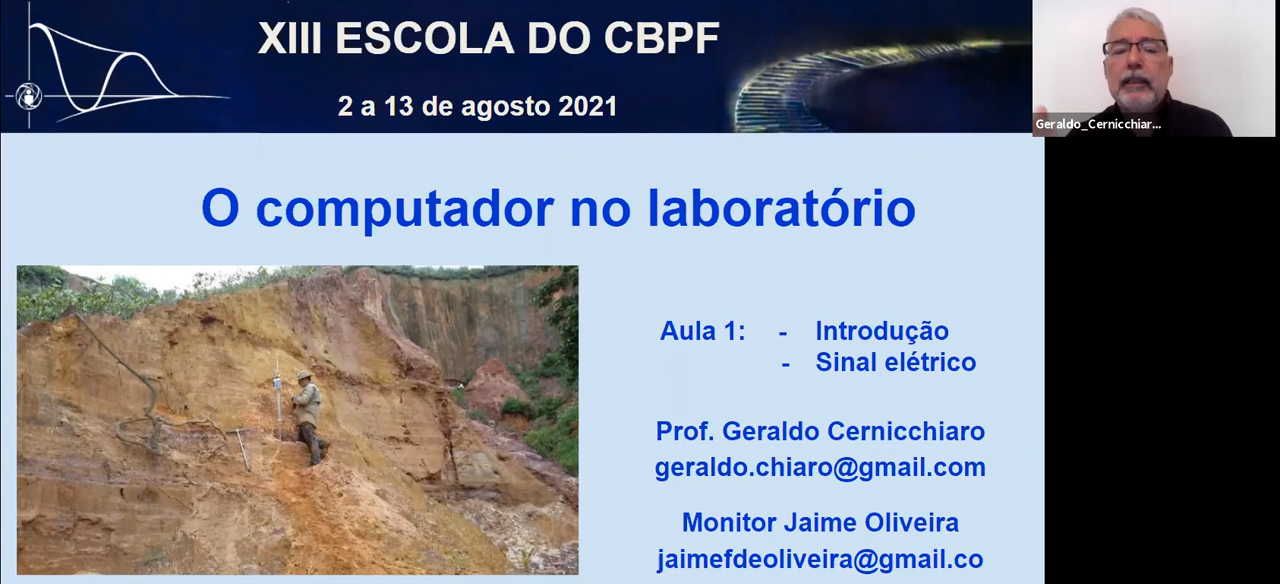 XIII ESCOLA DO CBPF
2 a 13 de agosto 2021
Geraldo_Cernicchiar...
O computador no laboratório
Aula 1: - Introdução
- Sinal elétrico
Prof. Geraldo Cernicchiaro
geraldo.chiaro@gmail.com
Monitor Jaime Oliveira
jaimefdeoliveira@gmail.co